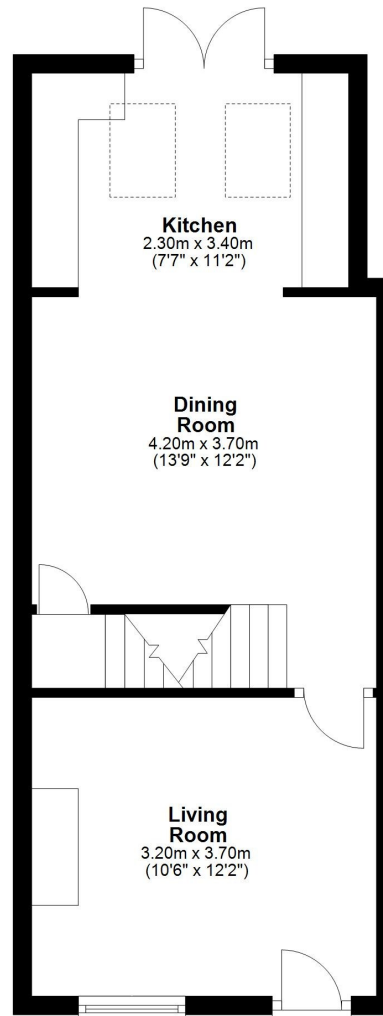 Kitchen
2.30m x 3.40m
(7'7" x 11'2")
Dining
Room
4.20m x 3.70m
(13'9" x 12'2")
Living
Room
3.20m x 3.70m
(10'6" x 12'2")